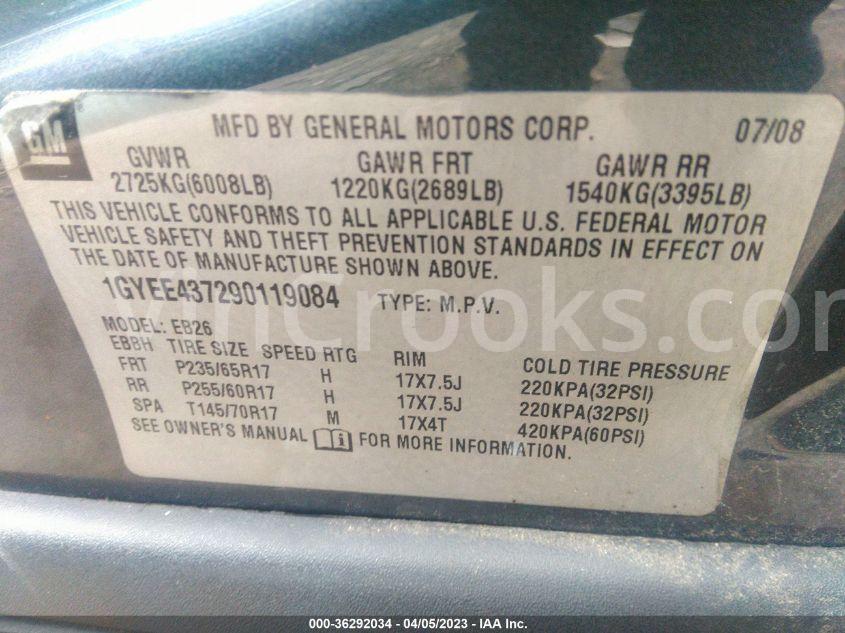 GM
MFD BY GENERAL MOTORS CORP. 07/08
GVWR GAWR FRT GAWR RR
2725KG(6008LB) 1220KG(2689LB) 1540KG(3395LB)
THIS VEHICLE CONFORMS TO ALL APPLICABLE U.S. FEDERAL MOTOR
VEHICLE SAFETY AND THEFT PREVENTION STANDARDS IN EFFECT ON
THE DATE OF MANUFACTURE SHOWN ABOVE.
1GYEE437290119084 TYPE: M.P.V.
MODEL: EB26
EBBH TIRE SIZE SPEED RTG RIM COLD TIRE PRESSURE
FRT P235/65R17 H 17X7.5J 220KPA(32PSI)
RR P255/60R17 H 17X7.5J 220KPA(32PSI)
SPA T145/70R17 M 17X4T 420KPA(60PSI)
SEE OWNER'S MANUAL i FOR MORE INFORMATION.
VinCrooks.com
000-36292034 / 04/05/2023 - IAA Inc.